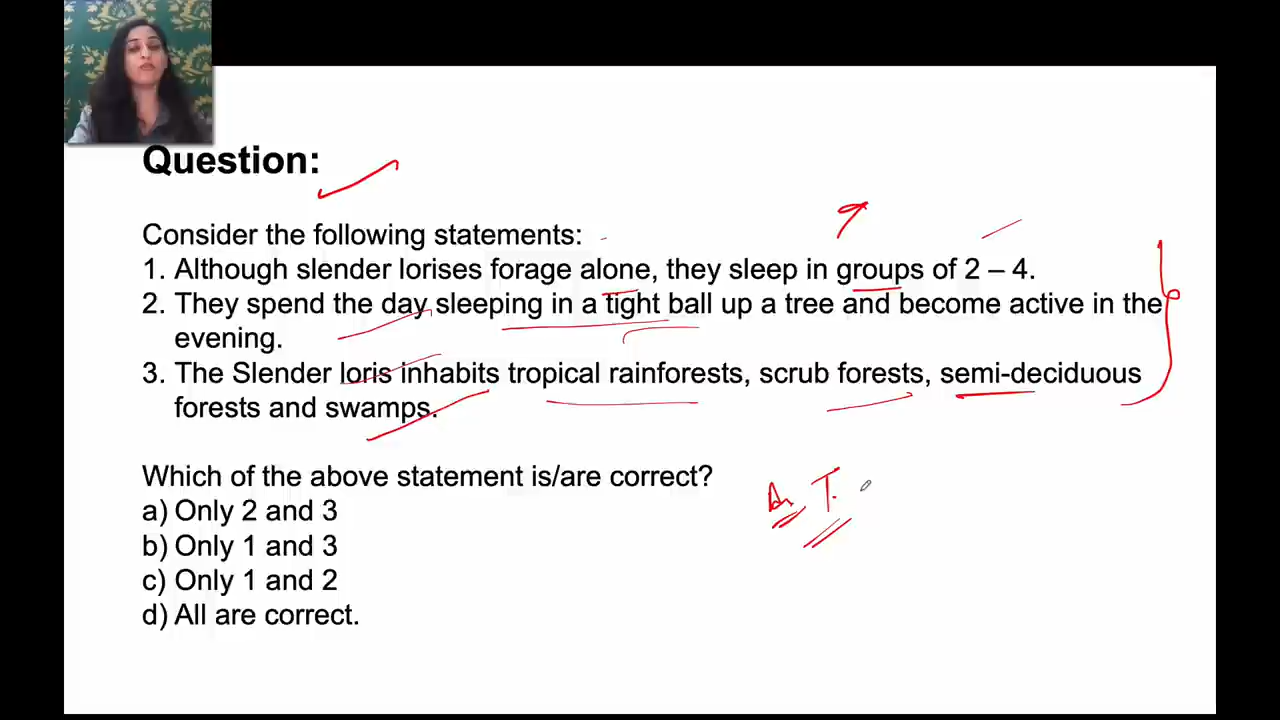 Question:
Consider the following statements:
1. Although slender lorises forage alone, they sleep in groups of 2 – 4.
2. They spend the day sleeping in a tight ball up a tree and become active in the
evening.
3. The Slender loris inhabits tropical rainforests, scrub forests, semi-deciduous
forests and swamps.
Which of the above statement is/are correct?
a) Only 2 and 3
b) Only 1 and 3
c) Only 1 and 2
d) All are correct.